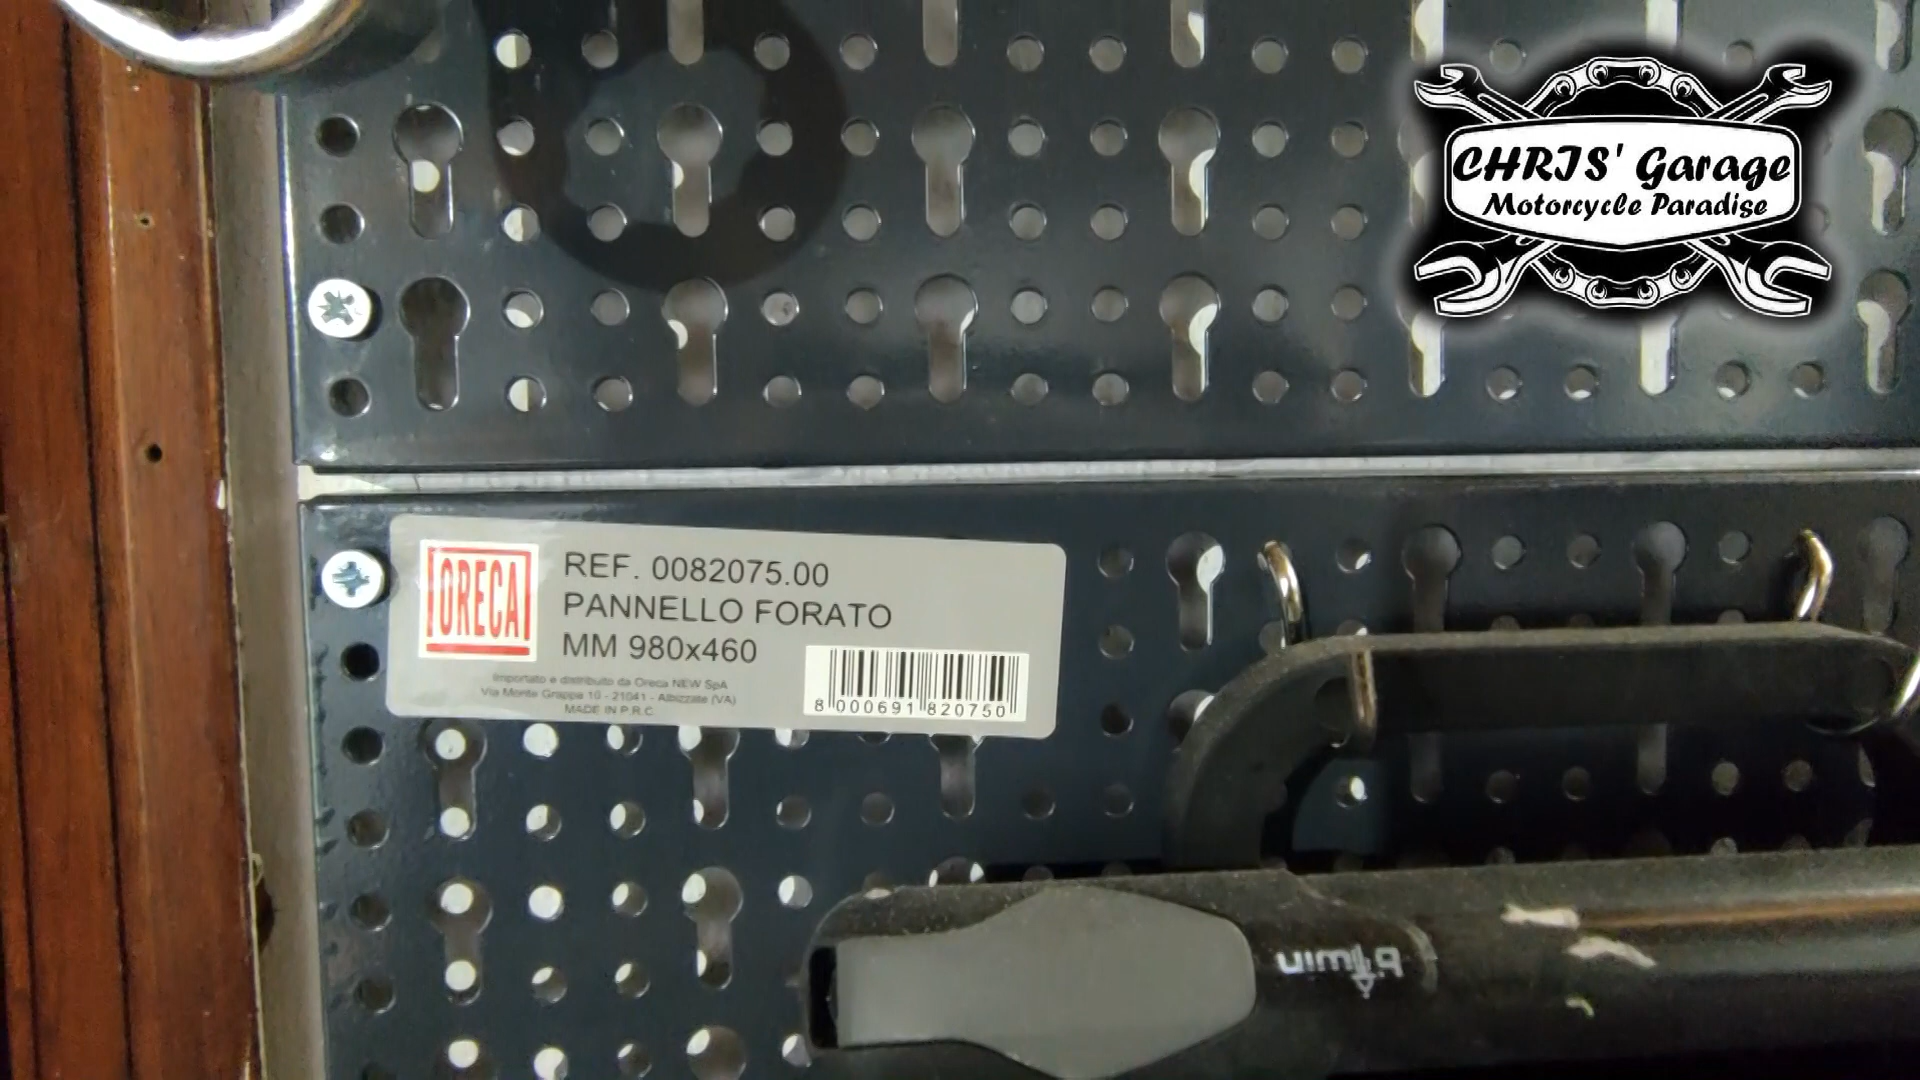 CHRIS' Garage
Motorcycle Paradise
ORECA
REF. 0082075.00
PANNELLO FORATO
MM 980x460
Importato e distribuito da Oreca NEW SpA
Via Monte Grappa 10 - 21041 - Albizzate (VA)
MADE IN P.R.C.
8 000691 820750
b'Twin